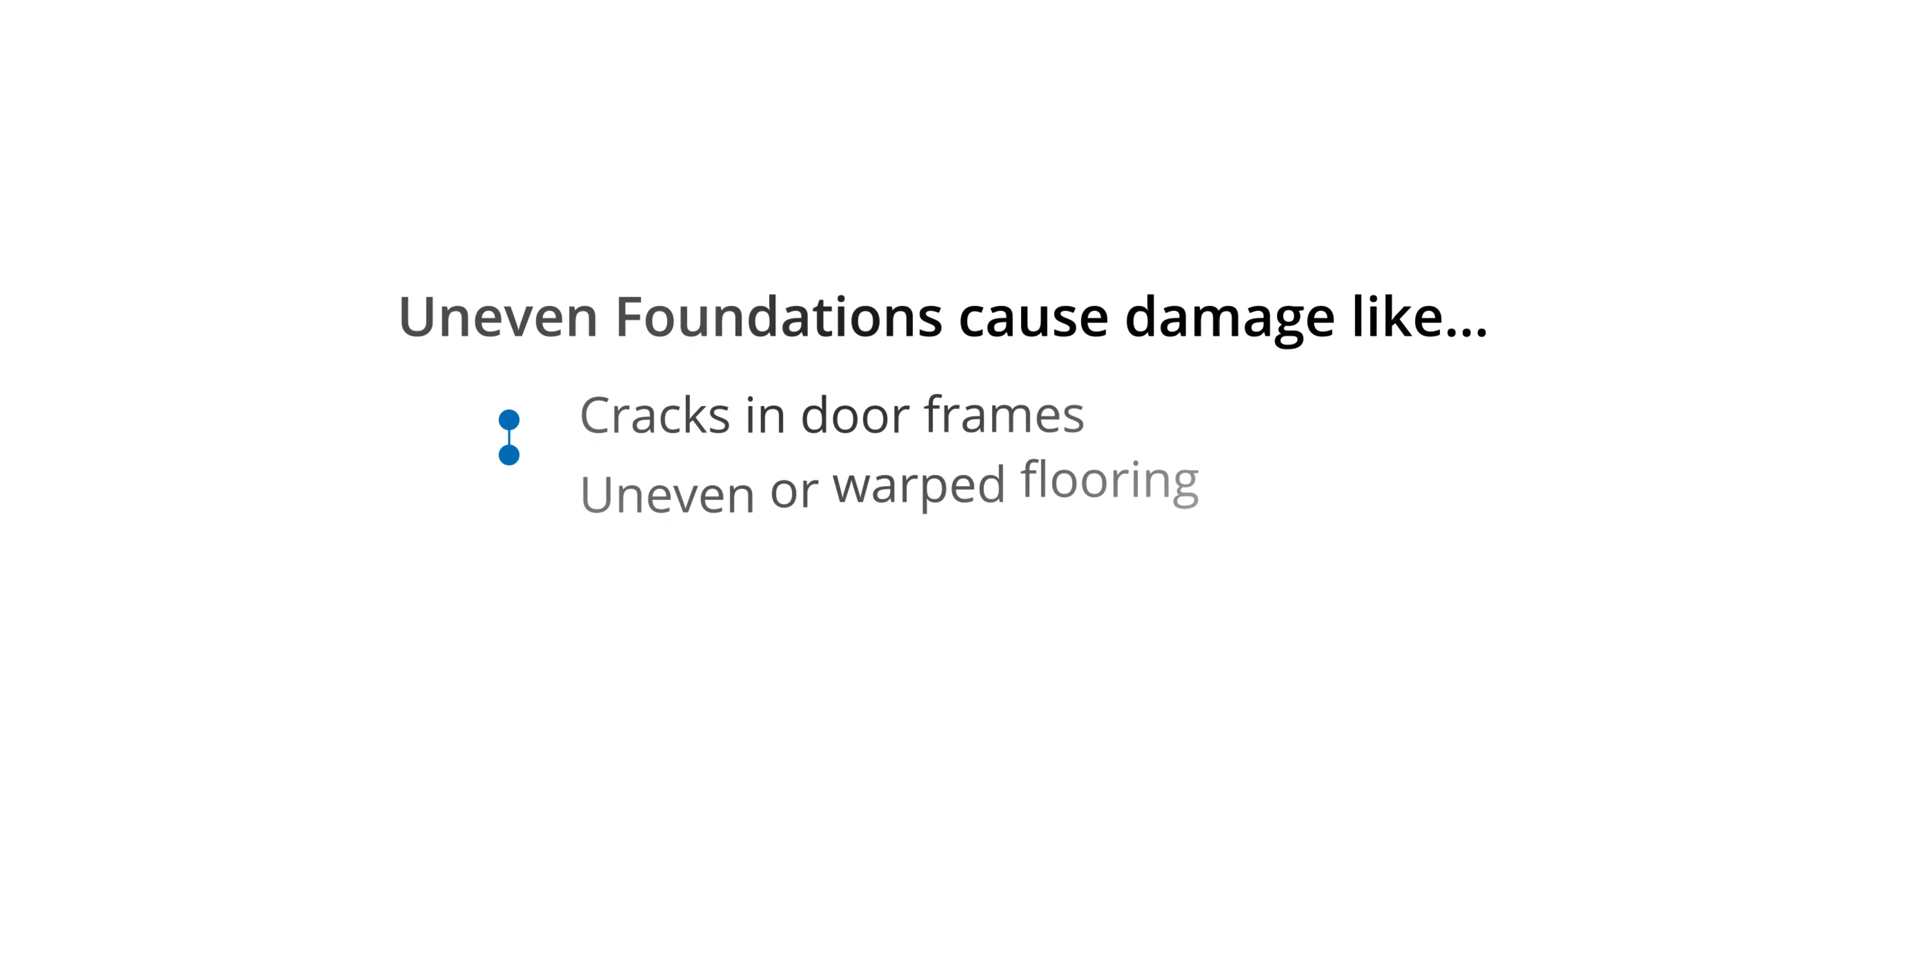 Uneven Foundations cause damage like...
Cracks in door frames
Uneven or warped flooring